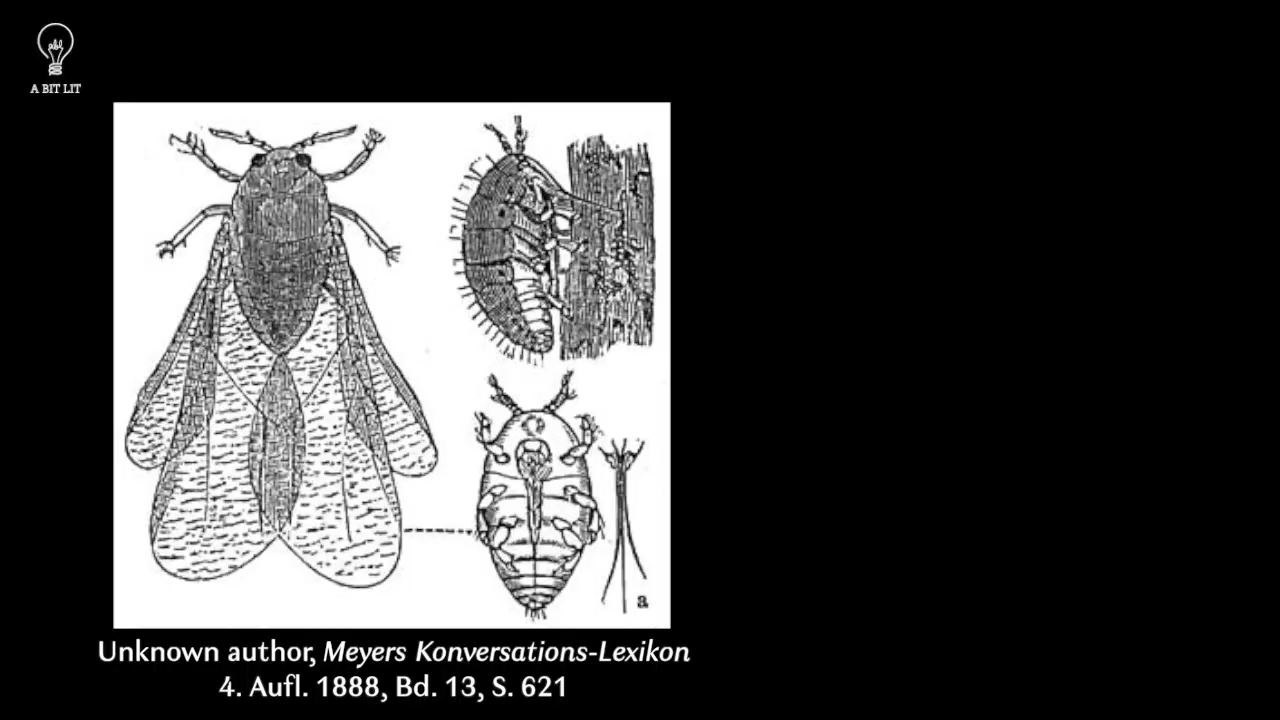 A BIT LIT
a
Unknown author, Meyers Konversations-Lexikon
4. Aufl. 1888, Bd. 13, S. 621